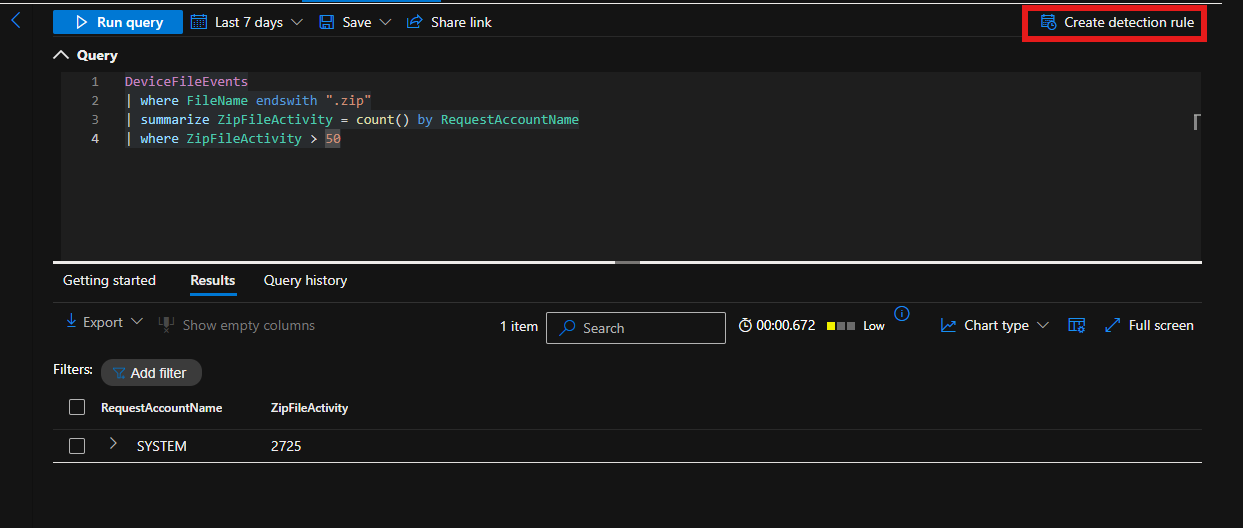 Run query Last 7 days Save Share link Create detection rule
Query
1 DeviceFileEvents
2 | where FileName endswith ".zip"
3 | summarize ZipFileActivity = count() by RequestAccountName
4 | where ZipFileActivity > 50
Getting started Results Query history
Export Show empty columns 1 item Search 00:00.672 Low Chart type Full screen
Filters: Add filter
RequestAccountName ZipFileActivity
SYSTEM 2725